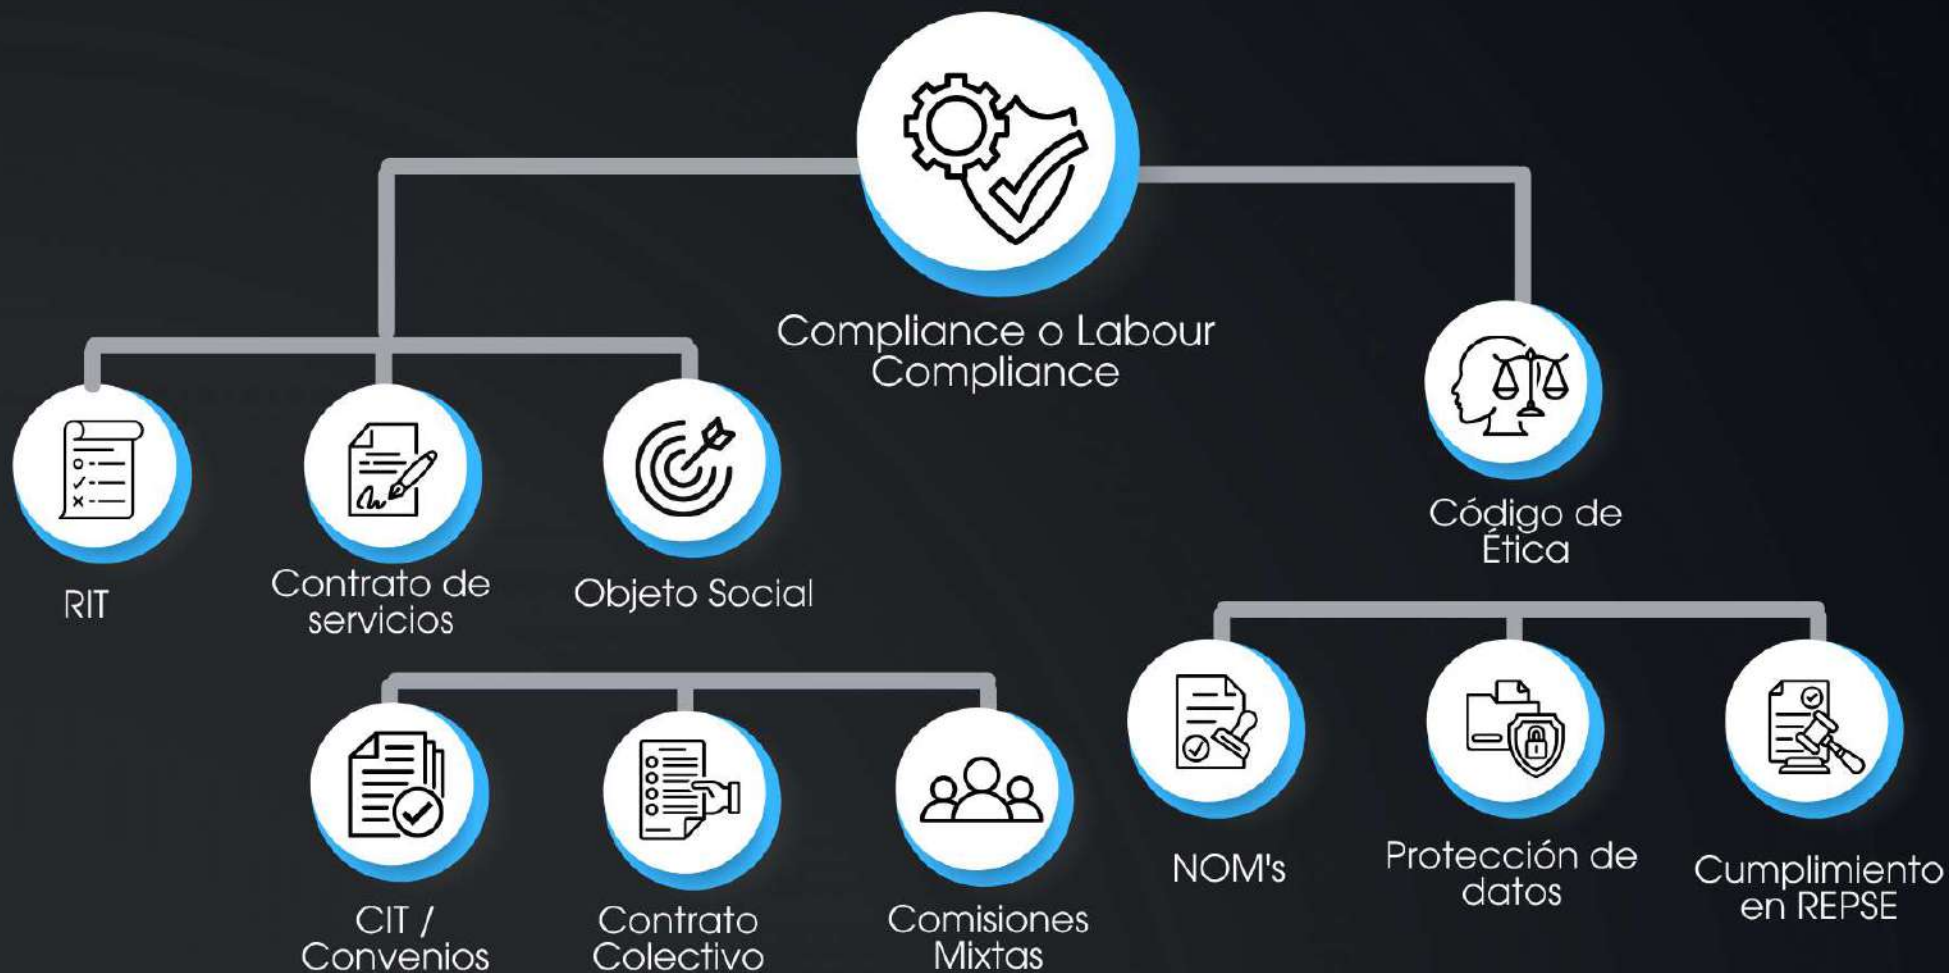 Compliance o Labour
Compliance
RIT
Contrato de
servicios
Objeto Social
Código de
Ética
CIT /
Convenios
Contrato
Colectivo
Comisiones
Mixtas
NOM's
Protección de
datos
Cumplimiento
en REPSE